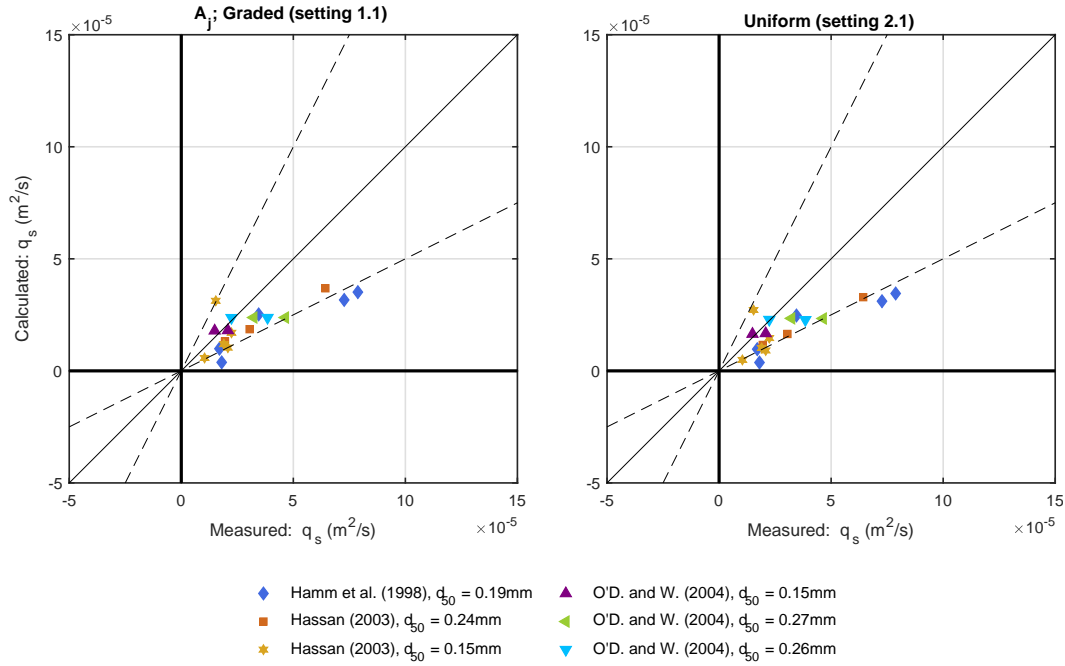 A_j; Graded (setting 1.1)
×10^-5
15
10
5
0
-5
Calculated: q_s (m^2/s)
-5 0 5 10 15
Measured: q_s (m^2/s)
×10^-5
Uniform (setting 2.1)
×10^-5
15
10
5
0
-5
-5 0 5 10 15
Measured: q_s (m^2/s)
×10^-5
Hamm et al. (1998), d_50 = 0.19mm
Hassan (2003), d_50 = 0.24mm
Hassan (2003), d_50 = 0.15mm
O'D. and W. (2004), d_50 = 0.15mm
O'D. and W. (2004), d_50 = 0.27mm
O'D. and W. (2004), d_50 = 0.26mm